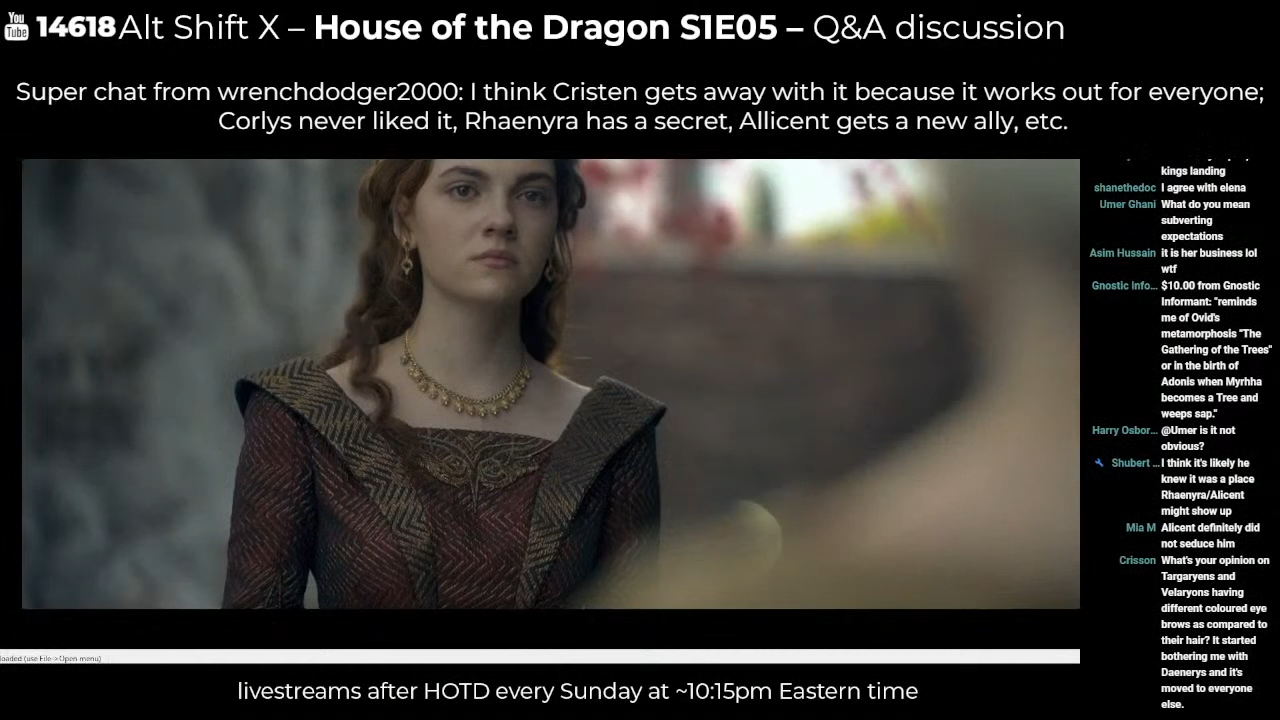 You Tube 14618 Alt Shift X – House of the Dragon S1E05 – Q&A discussion
Super chat from wrenchdodger2000: I think Cristen gets away with it because it works out for everyone;
Corlys never liked it, Rhaenyra has a secret, Allicent gets a new ally, etc.
kings landing
shanethedoc I agree with elena
Umer Ghani What do you mean
subverting
expectations
Asim Hussain it is her business lol
wtf
Gnostic Info... $10.00 from Gnostic
Informant: "reminds
me of Ovid's
metamorphosis "The
Gathering of the Trees"
or in the birth of
Adonis when Myrhha
becomes a Tree and
weeps sap."
Harry Osbor... @Umer is it not
obvious?
Shubert ... I think it's likely he
knew it was a place
Rhaenyra/Alicent
might show up
Mia M Alicent definitely did
not seduce him
Crisson What's your opinion on
Targaryens and
Velaryons having
different coloured eye
brows as compared to
their hair? It started
bothering me with
Daenerys and it's
moved to everyone
else.
loaded (use File->Open menu)
livestreams after HOTD every Sunday at ~10:15pm Eastern time